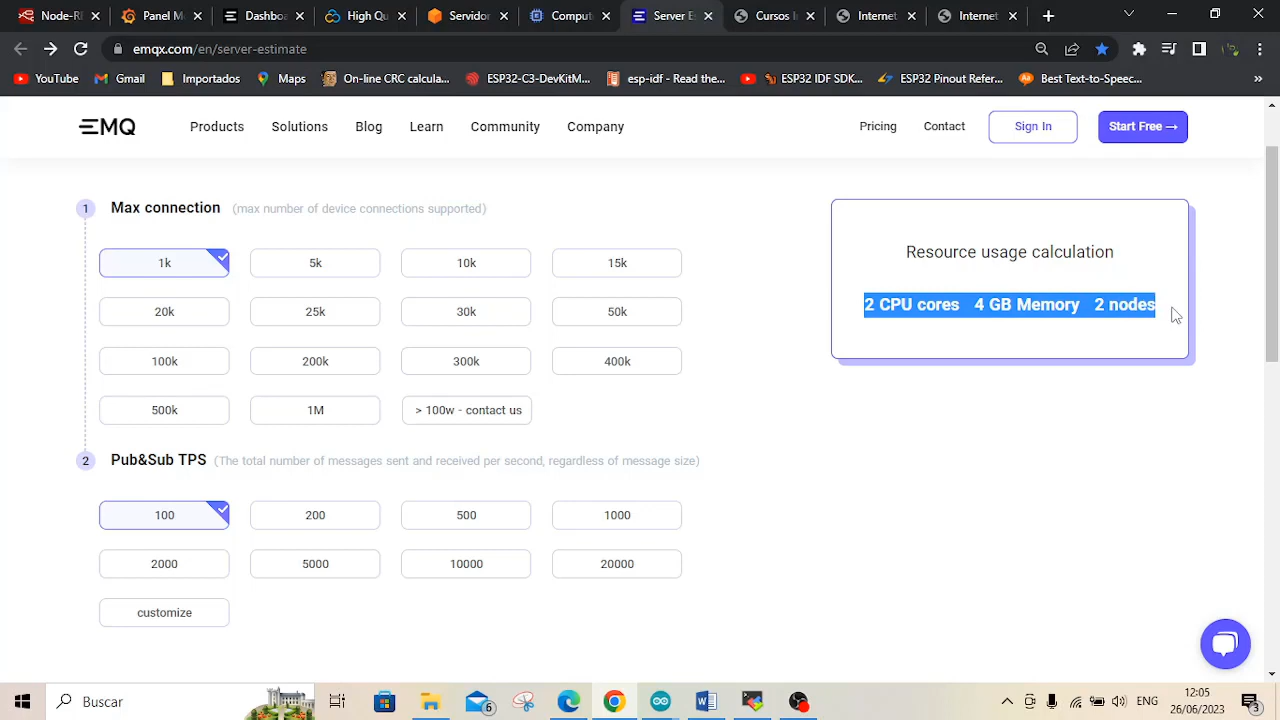 Node-R
Panel M
Dashbo
High Qu
Servido
Comput
Server E
Cursos I
Internet
Internet
emqx.com/en/server-estimate
YouTube
Gmail
Importados
Maps
On-line CRC calcula...
ESP32-C3-DevKitM...
esp-idf - Read the...
ESP32 IDF SDK...
ESP32 Pinout Refer...
Best Text-to-Speec...
»
EMQ
Products
Solutions
Blog
Learn
Community
Company
Pricing
Contact
Sign In
Start Free →
1 Max connection (max number of device connections supported)
1k 5k 10k 15k
20k 25k 30k 50k
100k 200k 300k 400k
500k 1M > 100w - contact us
Resource usage calculation
2 CPU cores 4 GB Memory 2 nodes
2 Pub&Sub TPS (The total number of messages sent and received per second, regardless of message size)
100 200 500 1000
2000 5000 10000 20000
customize
Buscar
6
ENG
12:05
26/06/2023
3